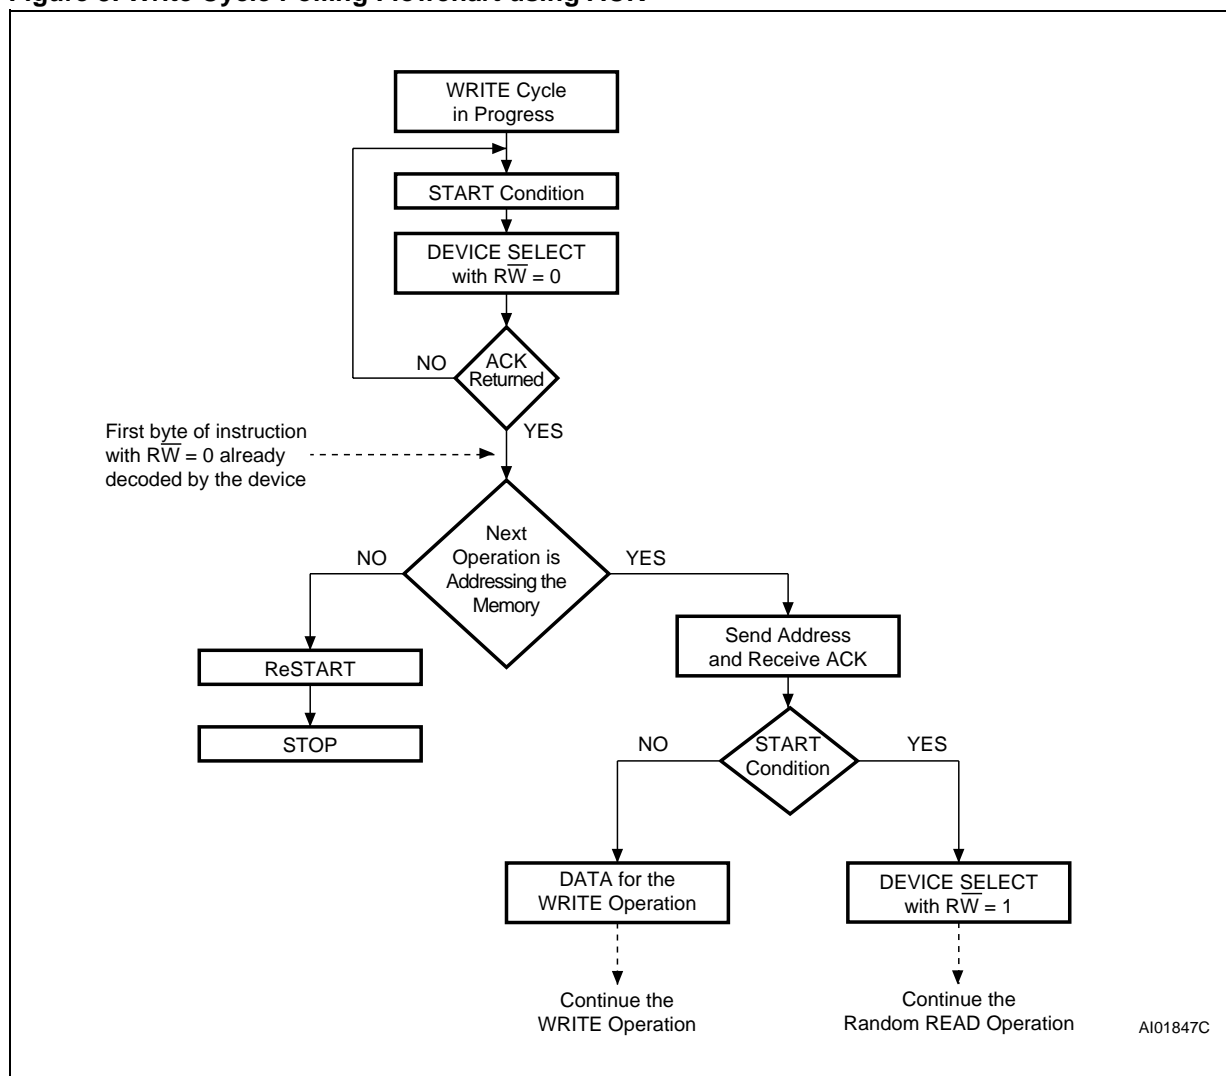 WRITE Cycle
in Progress
START Condition
DEVICE SELECT
with RW̅ = 0
NO
ACK
Returned
YES
First byte of instruction
with RW̅ = 0 already
decoded by the device
Next
Operation is
Addressing the
Memory
NO
YES
Send Address
and Receive ACK
ReSTART
STOP
NO
START
Condition
YES
DATA for the
WRITE Operation
DEVICE SELECT
with RW̅ = 1
Continue the
WRITE Operation
Continue the
Random READ Operation
AI01847C